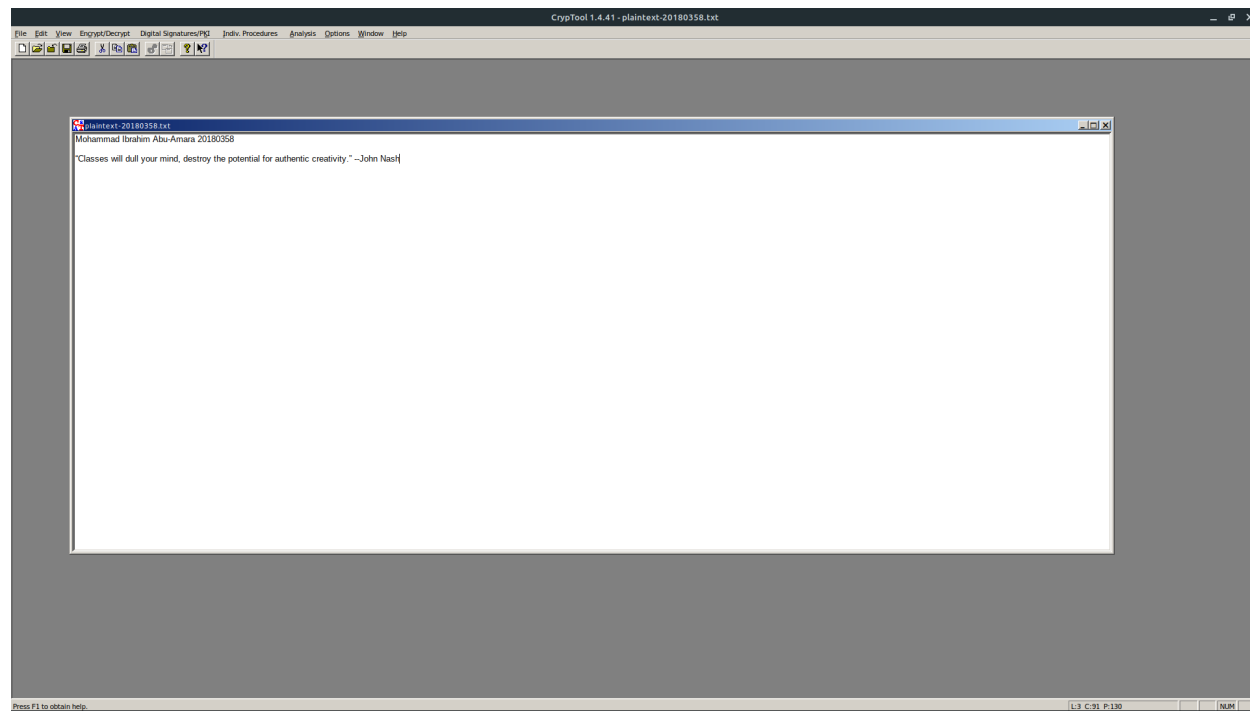 CrypTool 1.4.41 - plaintext-20180358.txt
File Edit View Encrypt/Decrypt Digital Signatures/PKI Indiv. Procedures Analysis Options Window Help
plaintext-20180358.txt
Mohammad Ibrahim Abu-Amara 20180358
"Classes will dull your mind, destroy the potential for authentic creativity." --John Nash
Press F1 to obtain help. L:3 C:91 P:130 NUM